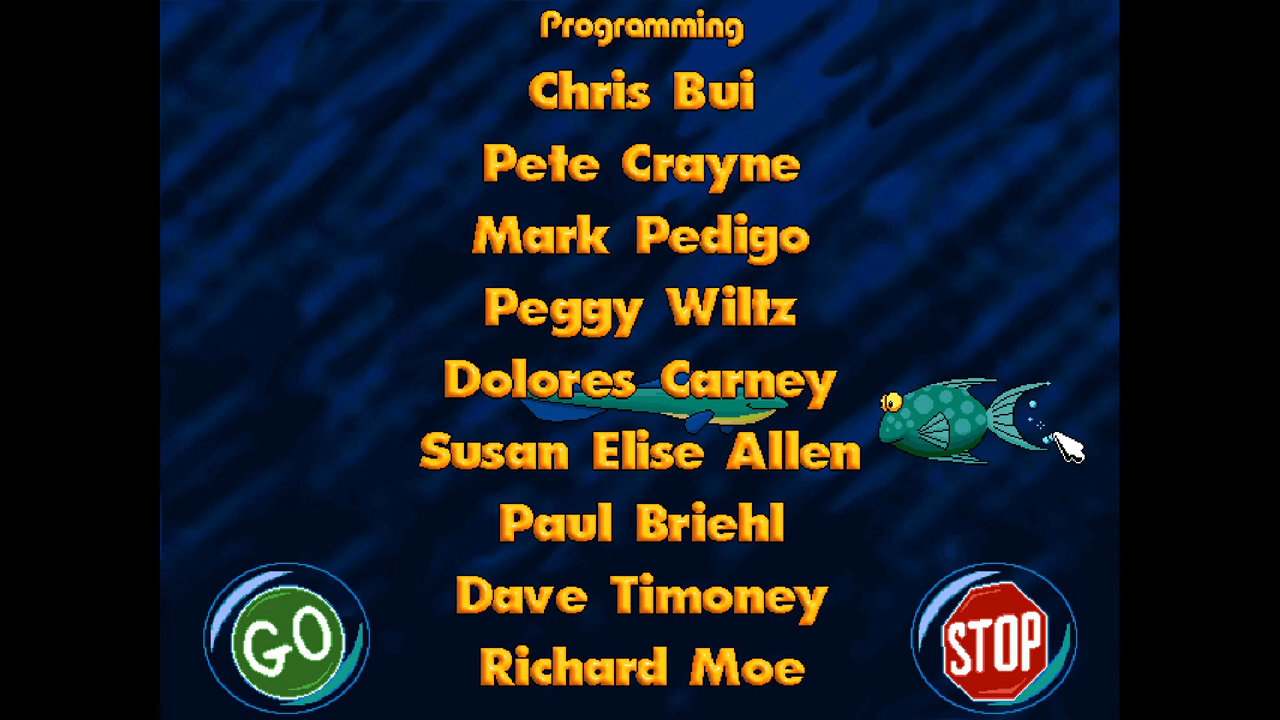 Programming
Chris Bui
Pete Crayne
Mark Pedigo
Peggy Wiltz
Dolores Carney
Susan Elise Allen
Paul Briehl
Dave Timoney
Richard Moe
GO
STOP